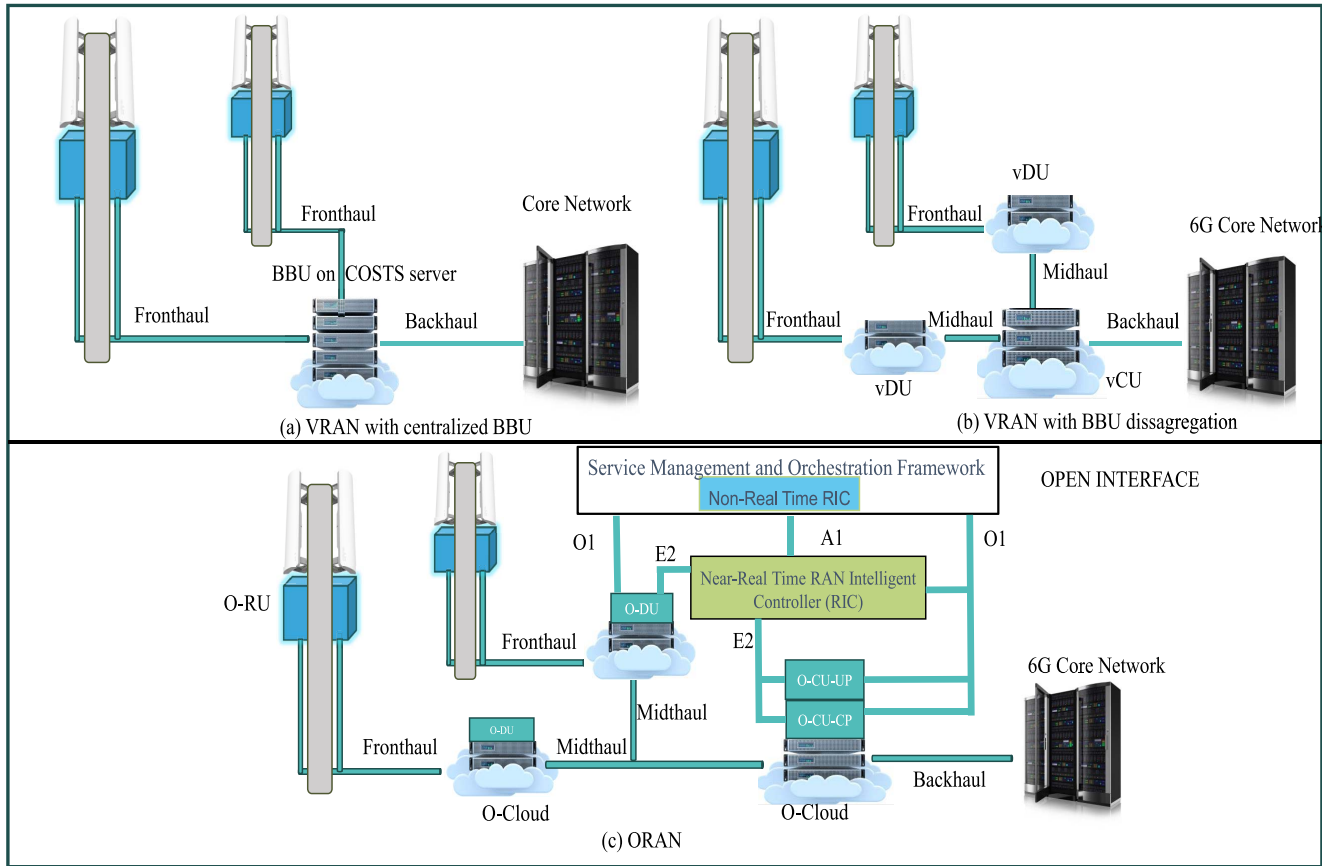 Fronthaul
Core Network
BBU on COSTS server
Fronthaul
Backhaul
(a) VRAN with centralized BBU
vDU
Fronthaul
6G Core Network
Midhaul
Fronthaul
Midhaul
Backhaul
vDU
vCU
(b) VRAN with BBU dissagregation
Service Management and Orchestration Framework
Non-Real Time RIC
OPEN INTERFACE
O1
E2
A1
O1
Near-Real Time RAN Intelligent
Controller (RIC)
O-RU
O-DU
Fronthaul
E2
O-CU-UP
6G Core Network
O-CU-CP
Midthaul
O-DU
Fronthaul
Midthaul
Backhaul
O-Cloud
O-Cloud
(c) ORAN